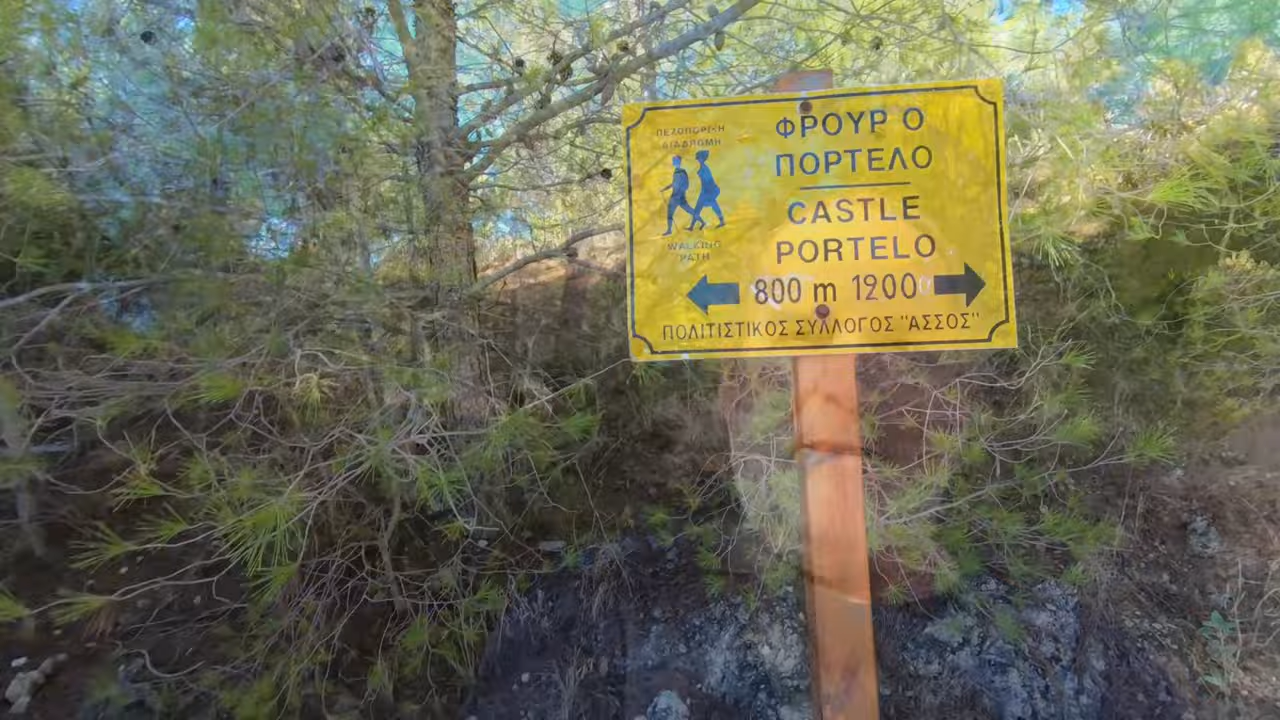 ΠΕΖΟΠΟΡΙΚΗ
ΔΙΑΔΡΟΜΗ
WALKING
PATH
ΦΡΟΥΡ Ο
ΠΟΡΤΕΛΟ
CASTLE
PORTELO
800 m 1200
ΠΟΛΙΤΙΣΤΙΚΟΣ ΣΥΛΛΟΓΟΣ "ΑΣΣΟΣ"